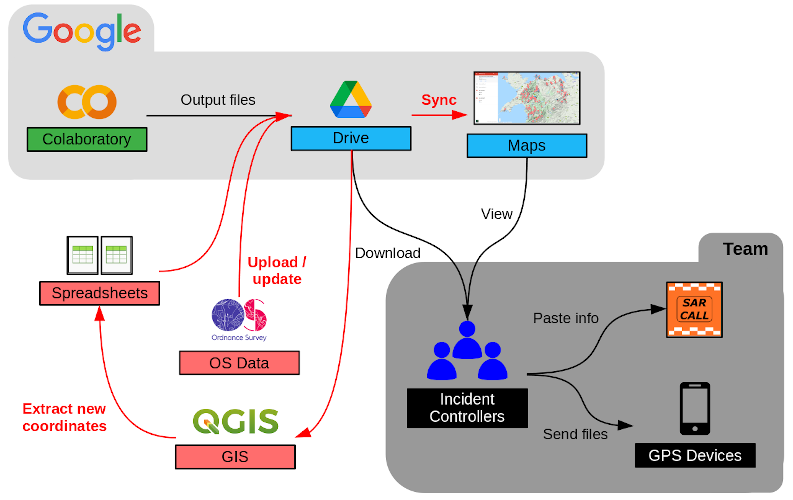 Google
Output files
Sync
Colaboratory
Drive
Maps
View
Download
Team
Spreadsheets
Upload /
update
Ordnance Survey
OS Data
SAR
CALL
Paste info
Incident
Controllers
Send files
GPS Devices
Extract new
coordinates
QGIS
GIS